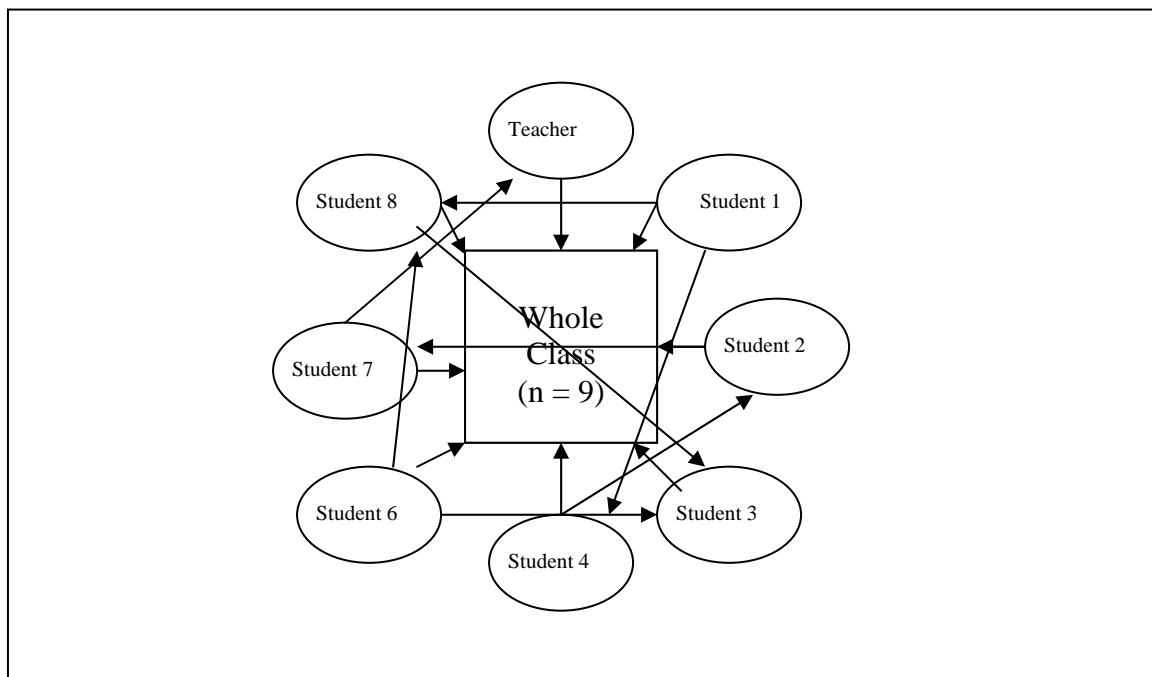 Teacher
Student 8
Student 1
Whole
Class
(n = 9)
Student 2
Student 7
Student 6
Student 3
Student 4